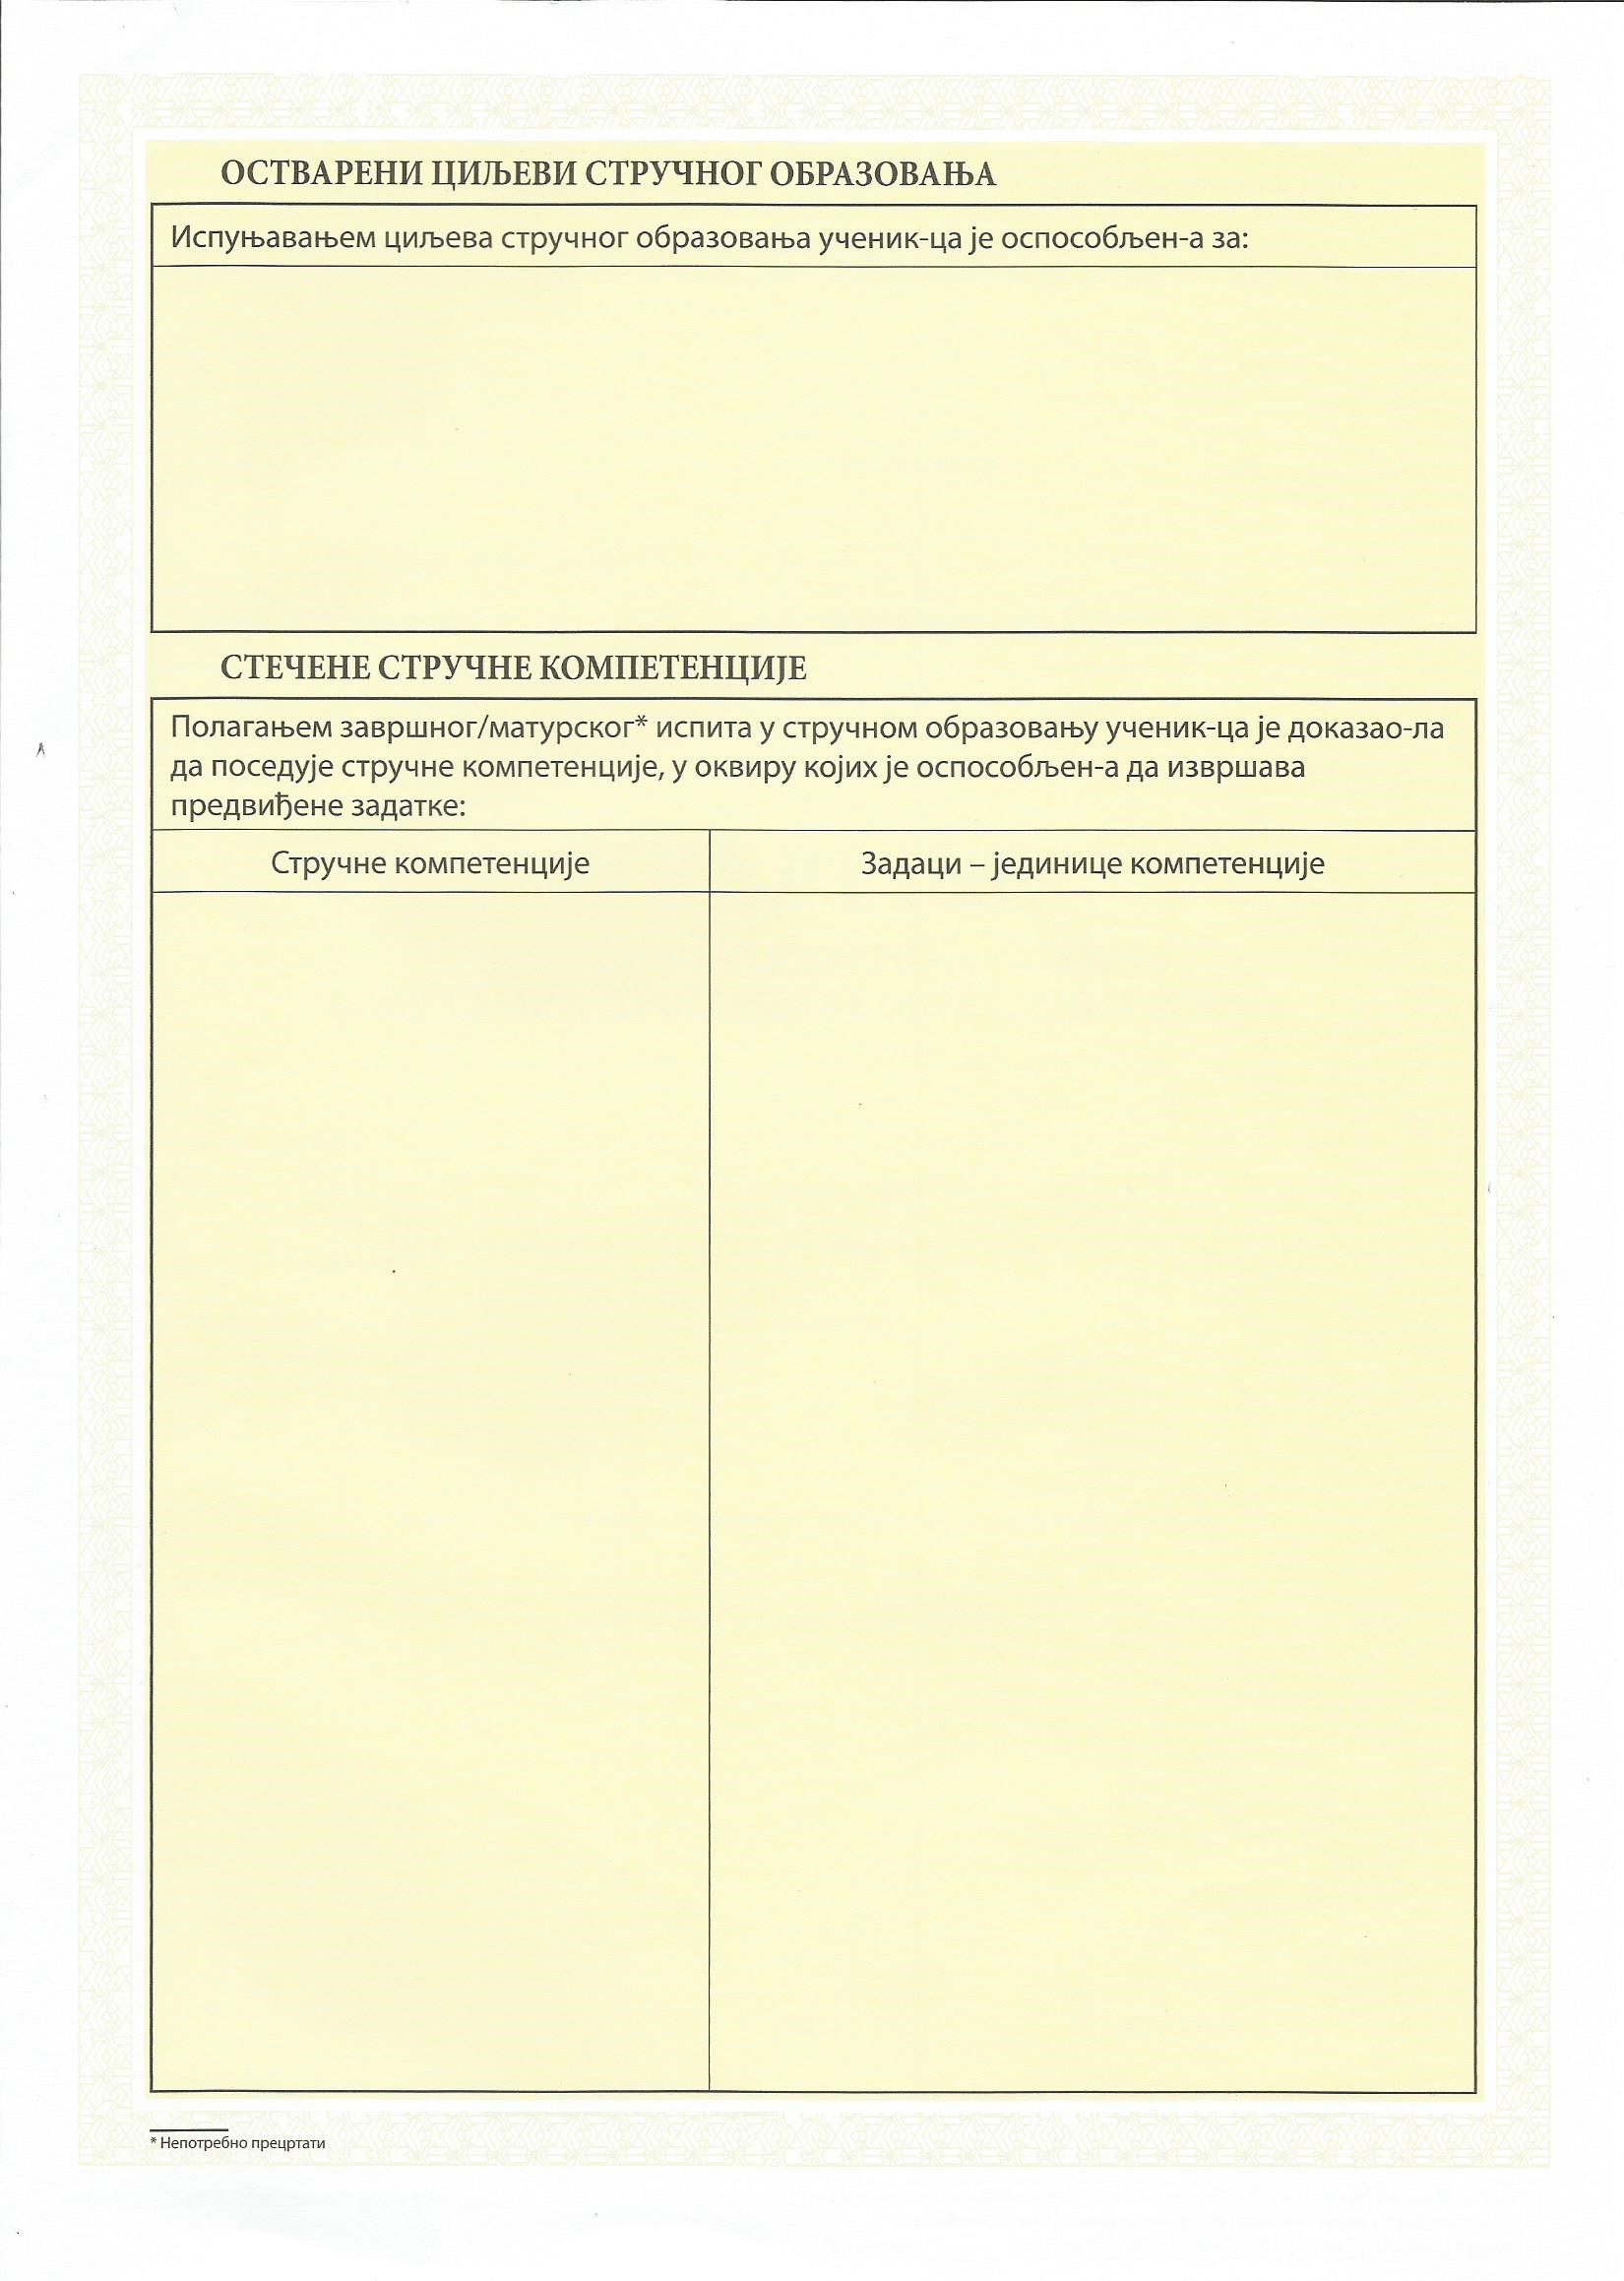 ОСТВАРЕНИ ЦИЉЕВИ СТРУЧНОГ ОБРАЗОВАЊА
Испуњавањем циљева стручног образовања ученик-ца је оспособљен-а за:
СТЕЧЕНЕ СТРУЧНЕ КОМПЕТЕНЦИЈЕ
Полагањем завршног/матурског* испита у стручном образовању ученик-ца је доказао-ла
да поседује стручне компетенције, у оквиру којих је оспособљен-а да извршава
предвиђене задатке:
Стручне компетенције
Задаци – јединице компетенције
* Непотребно прецртати